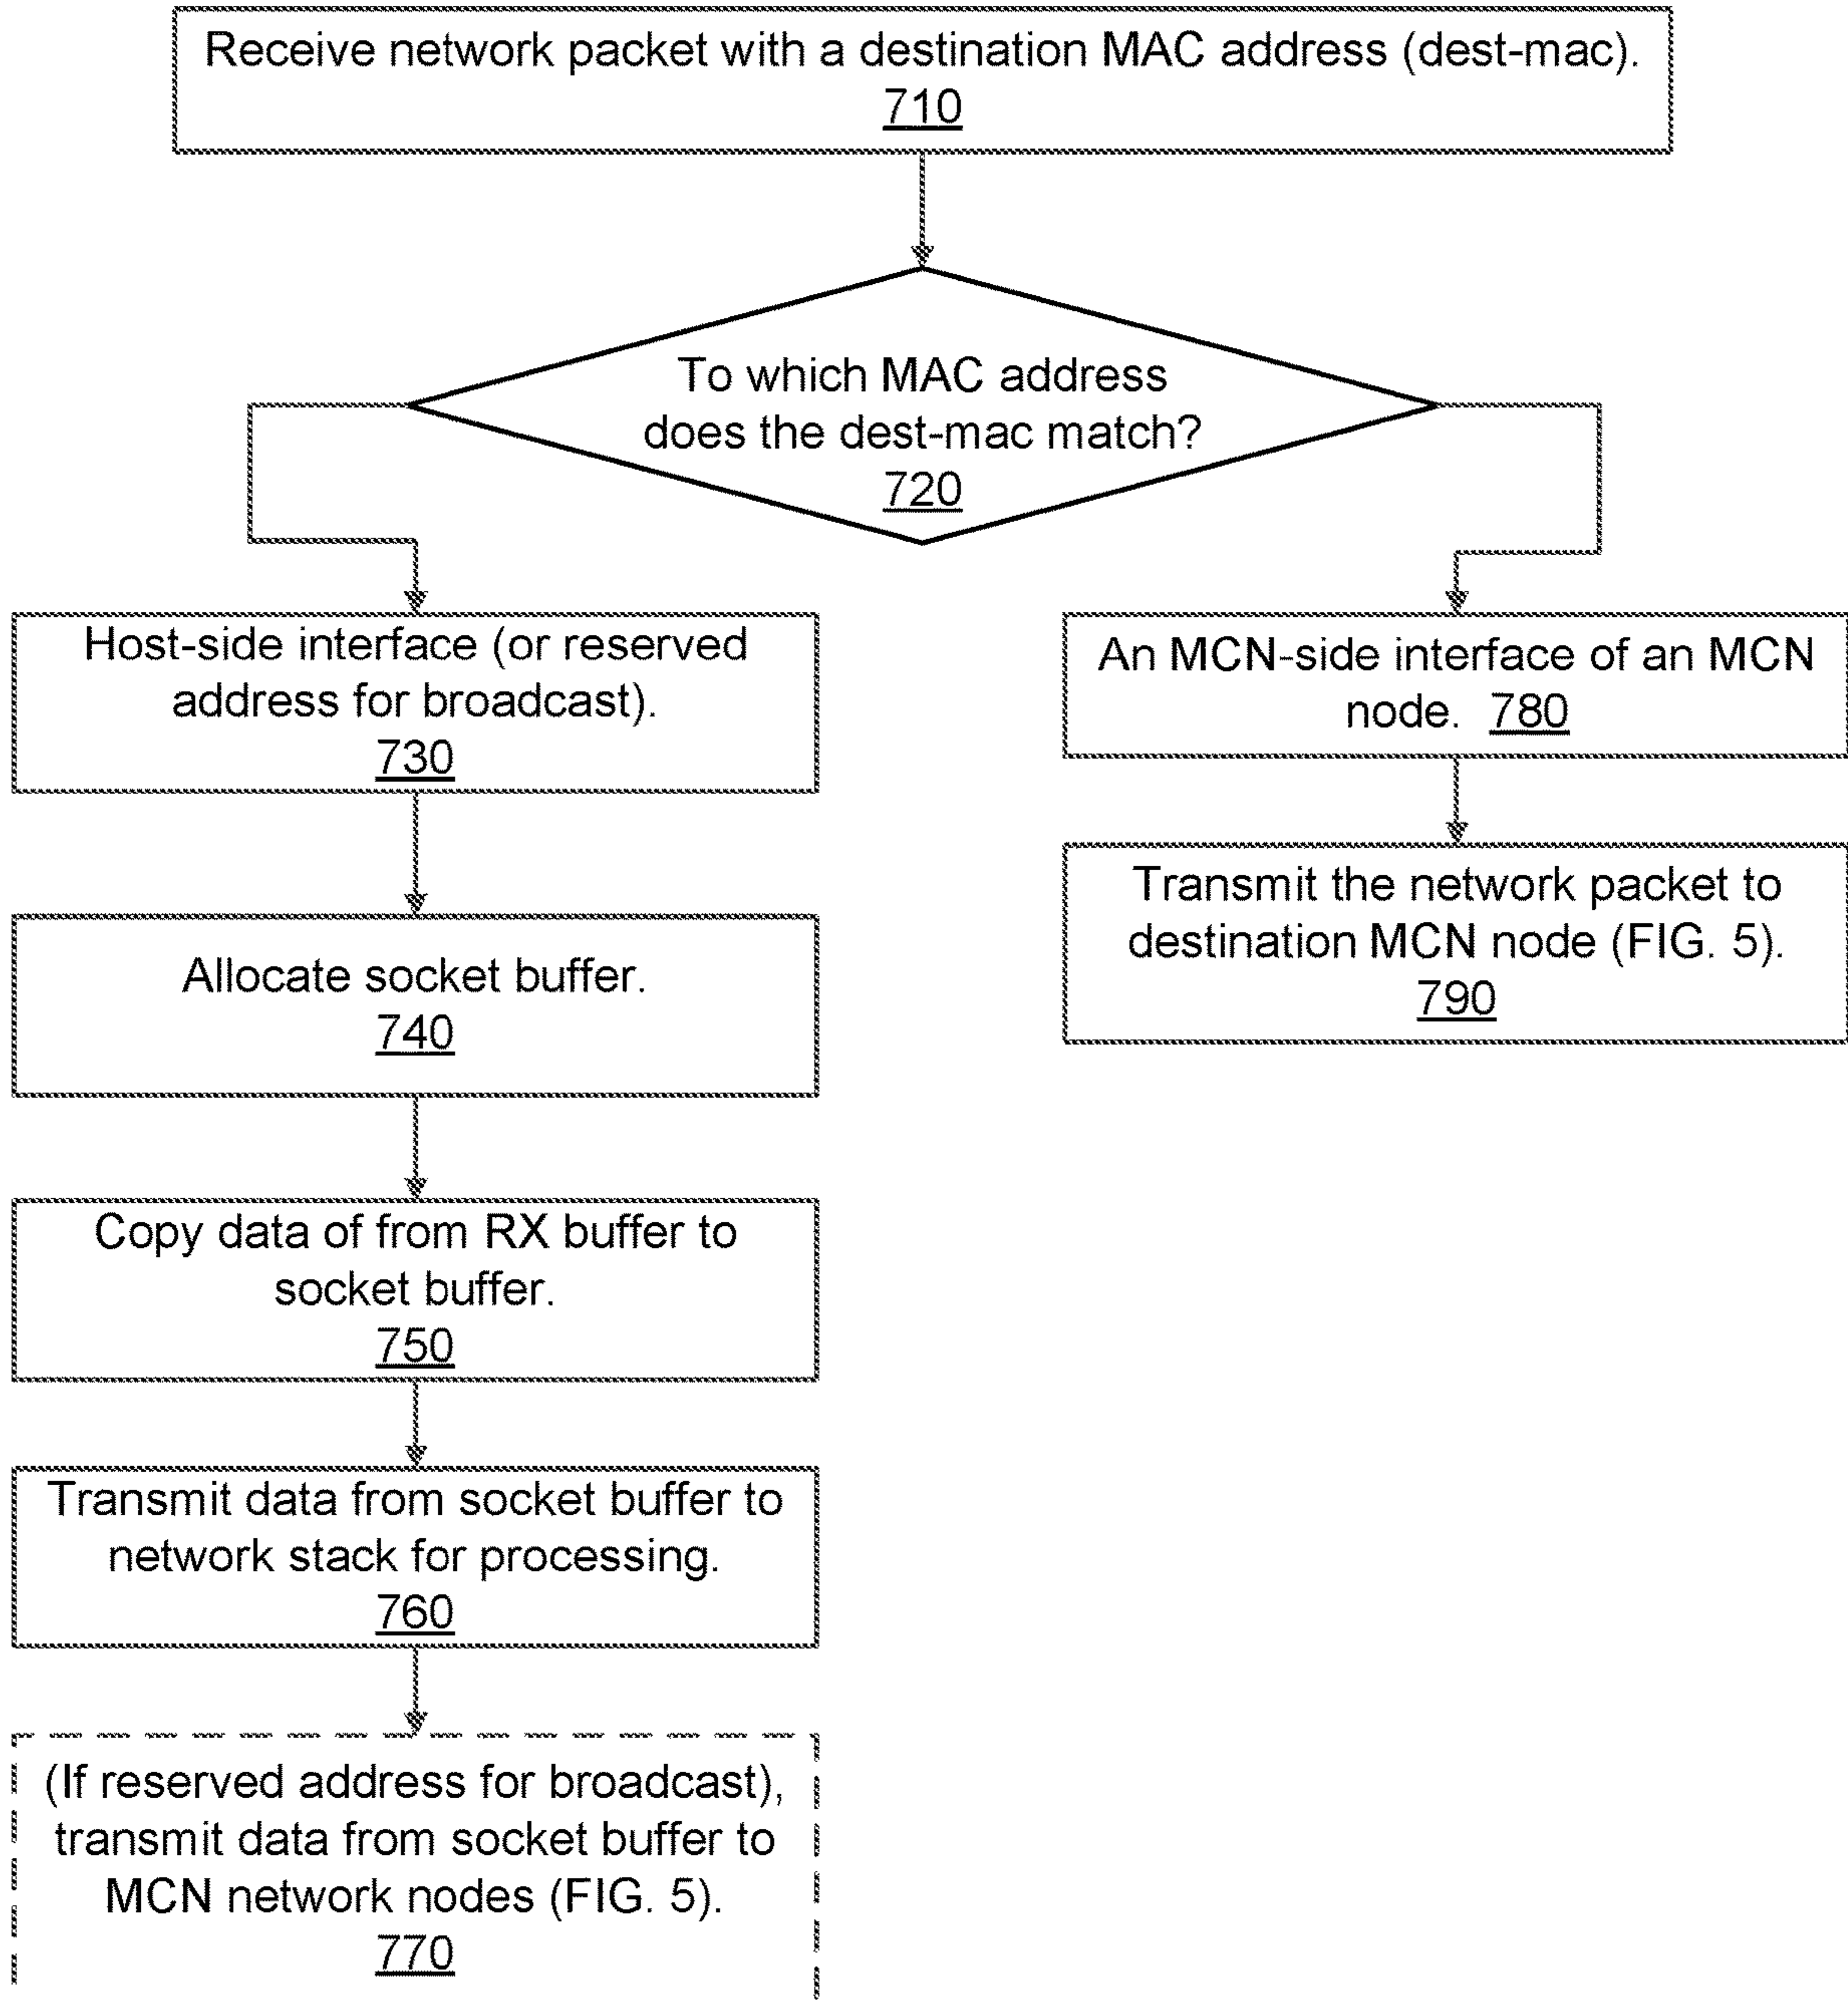 Receive network packet with a destination MAC address (dest-mac).
710
To which MAC address
does the dest-mac match?
720
Host-side interface (or reserved
address for broadcast).
730
Allocate socket buffer.
740
Copy data of from RX buffer to
socket buffer.
750
Transmit data from socket buffer to
network stack for processing.
760
(If reserved address for broadcast),
transmit data from socket buffer to
MCN network nodes (FIG. 5).
770
An MCN-side interface of an MCN
node. 780
Transmit the network packet to
destination MCN node (FIG. 5).
790